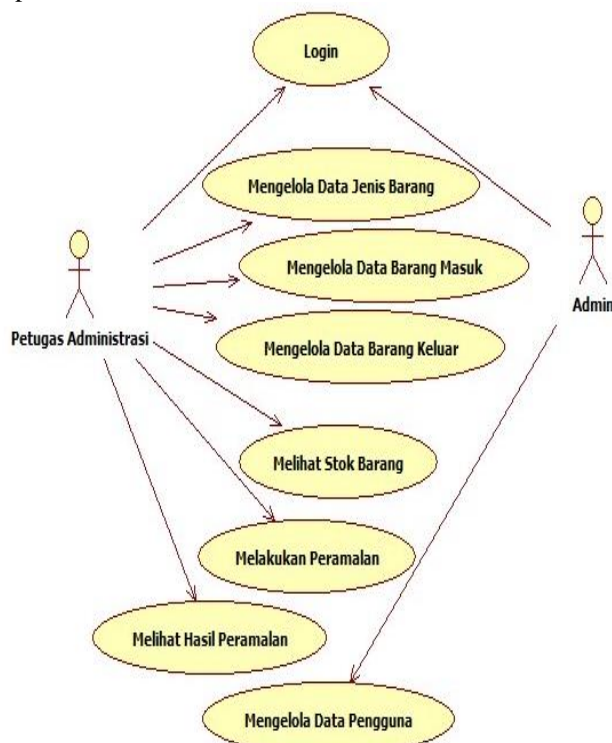 Login
Mengelola Data Jenis Barang
Mengelola Data Barang Masuk
Admin
Petugas Administrasi
Mengelola Data Barang Keluar
Melihat Stok Barang
Melakukan Peramalan
Melihat Hasil Peramalan
Mengelola Data Pengguna